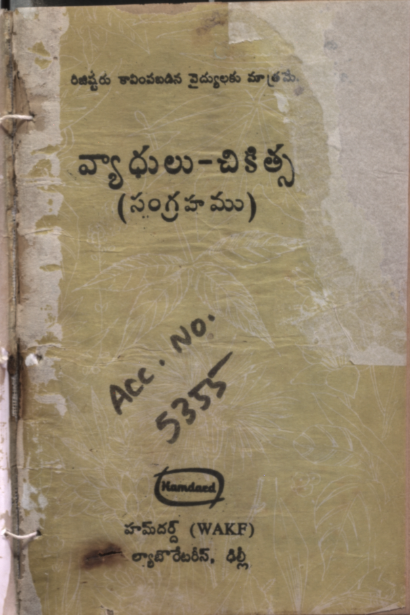 రిజిష్టరు కావింపబడిన వైద్యులకు మాత్రమే.
వ్యాధులు-చికిత్స
(సంగ్రహము)
Acc. No.
5355
Hamdard
హమ్‌దర్ద్ (WAKF)
ల్యాబొరేటరీస్, ఢిల్లీ